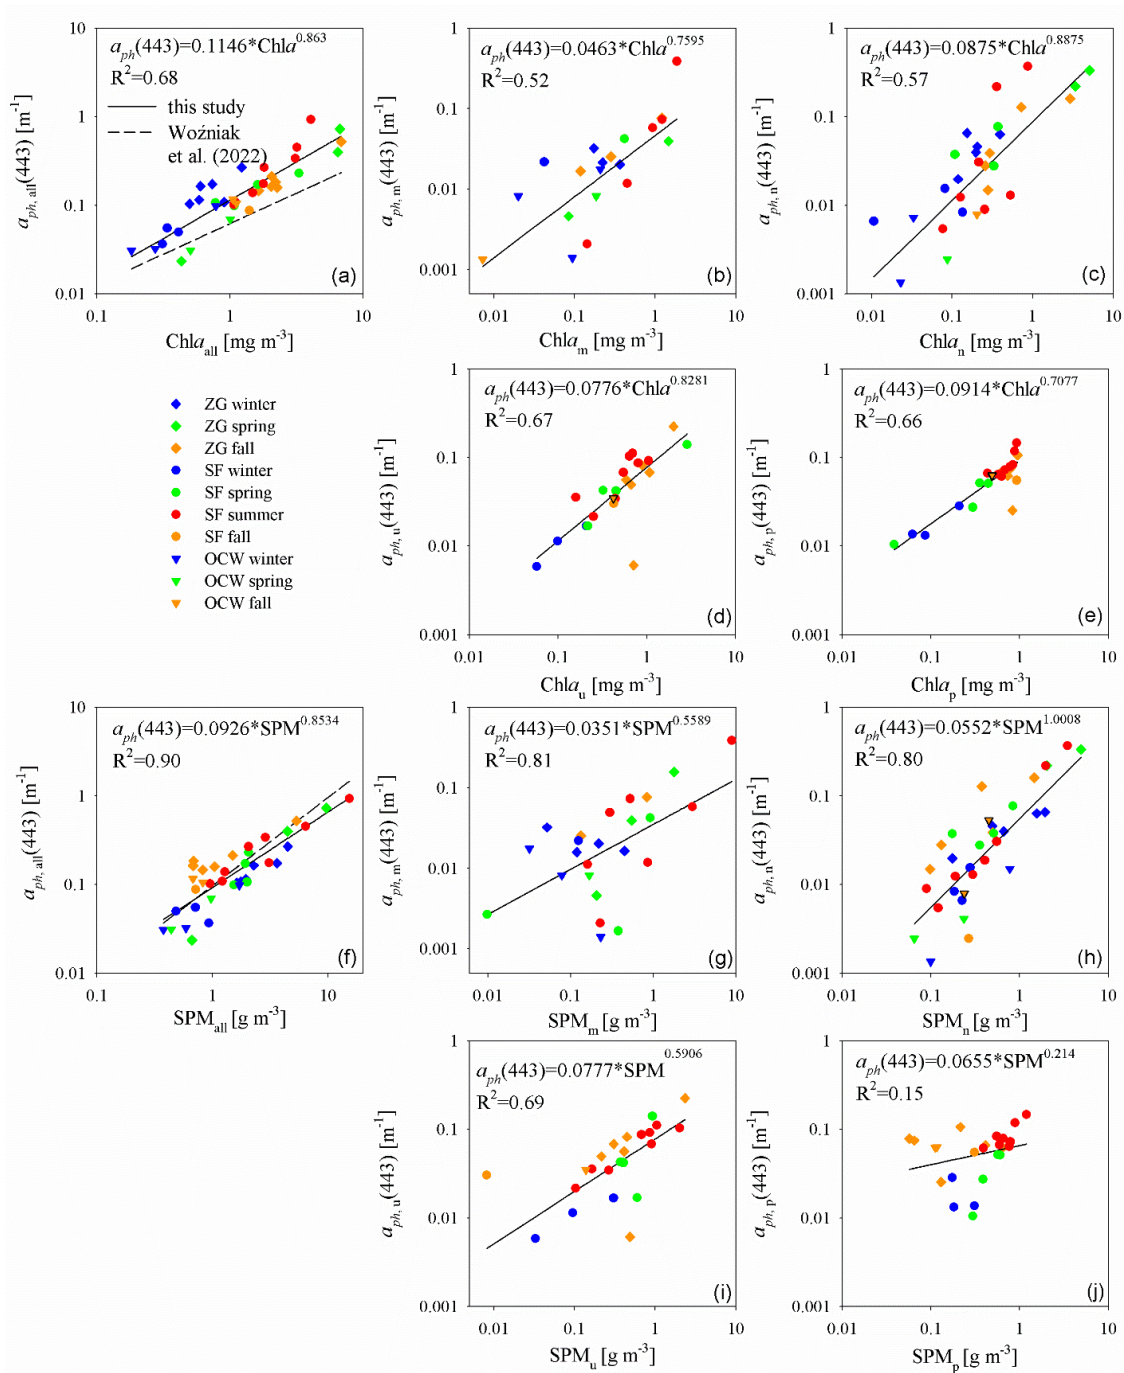 a_ph(443)=0.1146*Chla^0.863
R²=0.68
this study
Woźniak
et al. (2022)
10
1
0.1
0.01
a_ph, all(443) [m⁻¹]
(a)
0.1 1 10
Chla_all [mg m⁻³]
a_ph(443)=0.0463*Chla^0.7595
R²=0.52
1
0.1
0.01
0.001
a_ph, m(443) [m⁻¹]
(b)
0.01 0.1 1 10
Chla_m [mg m⁻³]
a_ph(443)=0.0875*Chla^0.8875
R²=0.57
1
0.1
0.01
0.001
a_ph, n(443) [m⁻¹]
(c)
0.01 0.1 1 10
Chla_n [mg m⁻³]
ZG winter
ZG spring
ZG fall
SF winter
SF spring
SF summer
SF fall
OCW winter
OCW spring
OCW fall
a_ph(443)=0.0776*Chla^0.8281
R²=0.67
1
0.1
0.01
0.001
a_ph, u(443) [m⁻¹]
(d)
0.01 0.1 1 10
Chla_u [mg m⁻³]
a_ph(443)=0.0914*Chla^0.7077
R²=0.66
1
0.1
0.01
0.001
a_ph, p(443) [m⁻¹]
(e)
0.01 0.1 1 10
Chla_p [mg m⁻³]
a_ph(443)=0.0926*SPM^0.8534
R²=0.90
10
1
0.1
0.01
a_ph, all(443) [m⁻¹]
(f)
0.1 1 10
SPM_all [g m⁻³]
a_ph(443)=0.0351*SPM^0.5589
R²=0.81
1
0.1
0.01
0.001
a_ph, m(443) [m⁻¹]
(g)
0.01 0.1 1 10
SPM_m [g m⁻³]
a_ph(443)=0.0552*SPM^1.0008
R²=0.80
1
0.1
0.01
0.001
a_ph, n(443) [m⁻¹]
(h)
0.01 0.1 1 10
SPM_n [g m⁻³]
a_ph(443)=0.0777*SPM^0.5906
R²=0.69
1
0.1
0.01
0.001
a_ph, u(443) [m⁻¹]
(i)
0.01 0.1 1 10
SPM_u [g m⁻³]
a_ph(443)=0.0655*SPM^0.214
R²=0.15
1
0.1
0.01
0.001
a_ph, p(443) [m⁻¹]
(j)
0.01 0.1 1 10
SPM_p [g m⁻³]